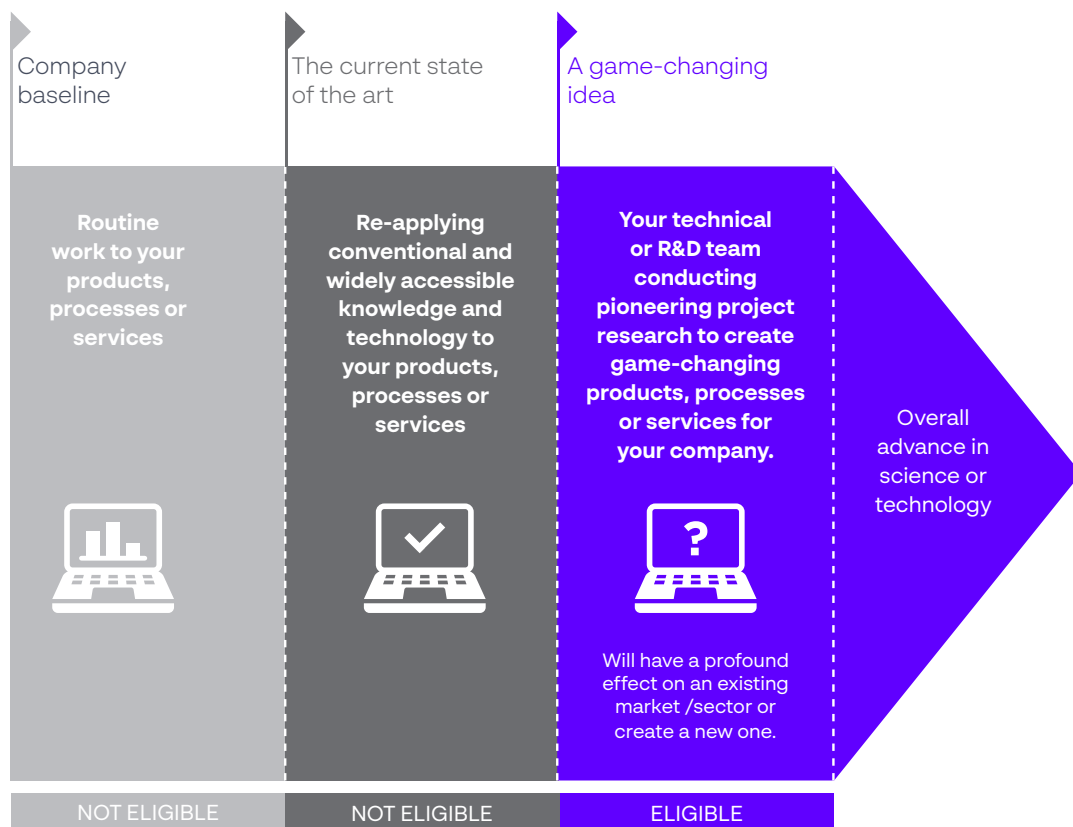 Company
baseline
The current state
of the art
A game-changing
idea
Routine
work to your
products,
processes or
services
Re-applying
conventional and
widely accessible
knowledge and
technology to
your products,
processes or
services
Your technical
or R&D team
conducting
pioneering project
research to create
game-changing
products, processes
or services for
your company.
?
Will have a profound
effect on an existing
market /sector or
create a new one.
Overall
advance in
science or
technology
NOT ELIGIBLE
NOT ELIGIBLE
ELIGIBLE